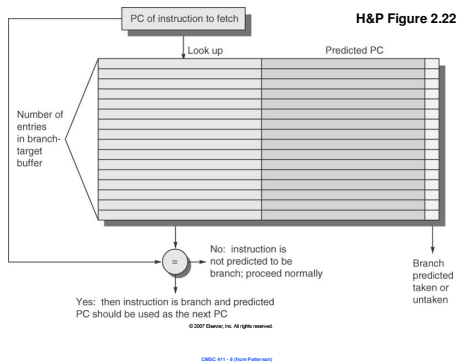 PC of instruction to fetch
H&P Figure 2.22
Look up
Predicted PC
Number of
entries
in branch-
target
buffer
=
No: instruction is
not predicted to be
branch; proceed normally
Branch
predicted
taken or
untaken
Yes: then instruction is branch and predicted
PC should be used as the next PC
© 2007 Elsevier, Inc. All rights reserved.
CMSC 411 - 8 (from Patterson)